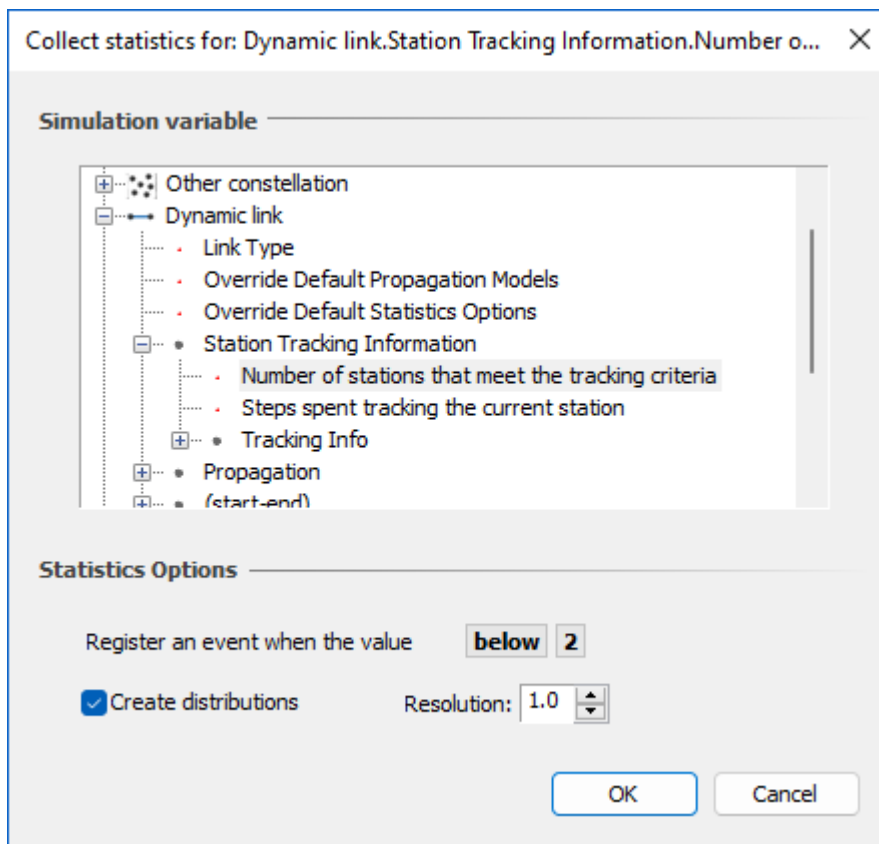 Collect statistics for: Dynamic link.Station Tracking Information.Number o...
Simulation variable
Other constellation
Dynamic link
Link Type
Override Default Propagation Models
Override Default Statistics Options
Station Tracking Information
Number of stations that meet the tracking criteria
Steps spent tracking the current station
Tracking Info
Propagation
(start-end)
Statistics Options
Register an event when the value below 2
Create distributions Resolution: 1.0
OK Cancel